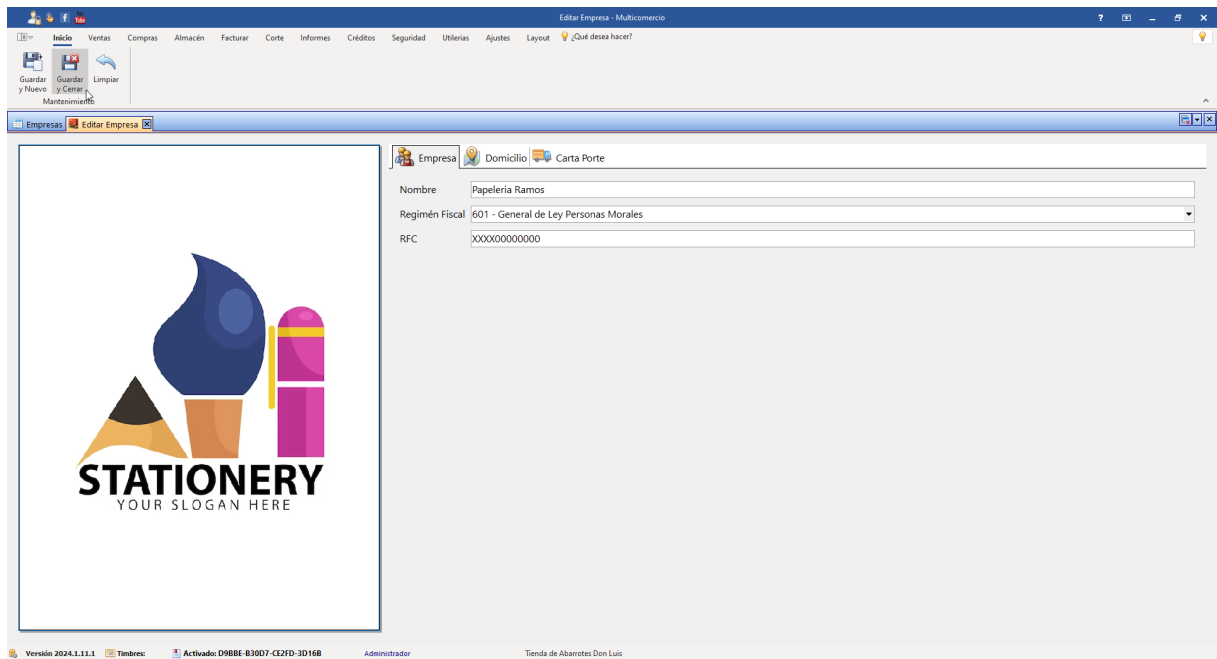 Editar Empresa - Multicomercio
Inicio Ventas Compras Almacén Facturar Corte Informes Créditos Seguridad Utilerias Ajustes Layout ¿Qué desea hacer?
Guardar y Nuevo
Guardar y Cerrar
Limpiar
Mantenimiento
Empresas Editar Empresa
Empresa Domicilio Carta Porte
Nombre Papeleria Ramos
Regimén Fiscal 601 - General de Ley Personas Morales
RFC XXXX00000000
STATIONERY
YOUR SLOGAN HERE
Versión 2024.1.11.1 Timbres: Activado: D9BBE-B30D7-CE2FD-3D16B Administrador Tienda de Abarrotes Don Luis